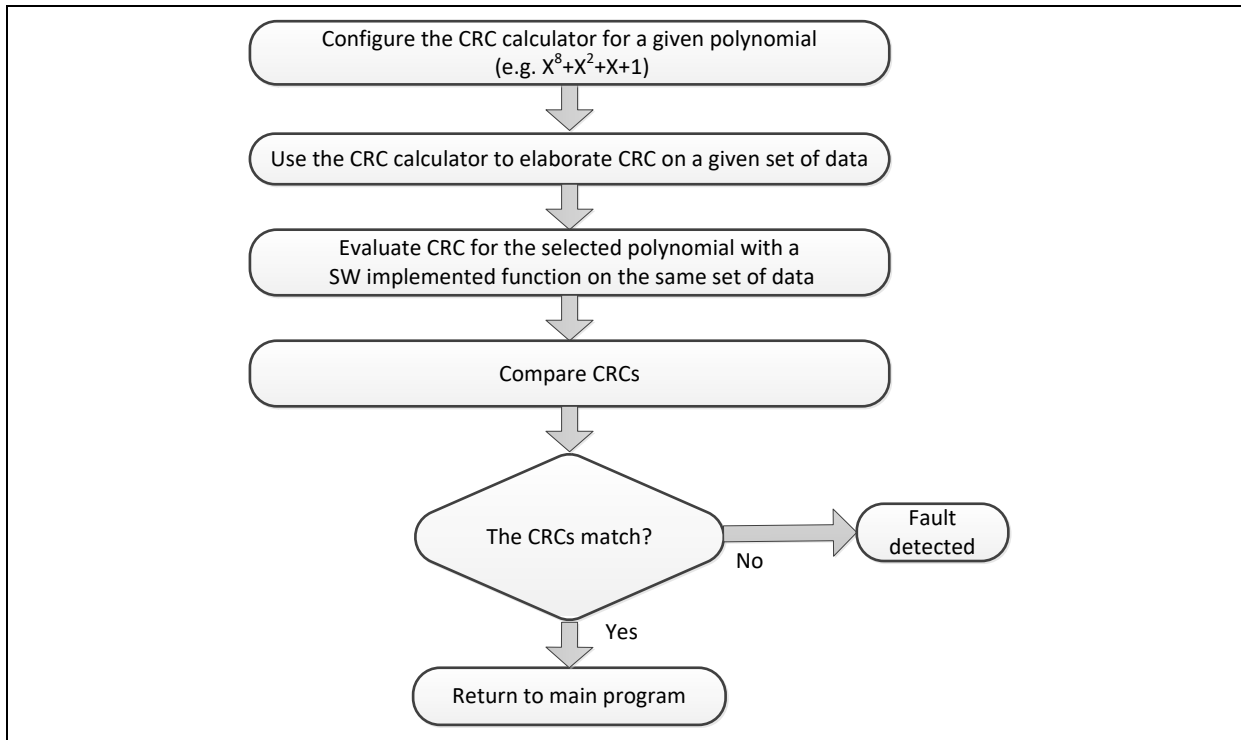 Configure the CRC calculator for a given polynomial
(e.g. X⁸+X²+X+1)
Use the CRC calculator to elaborate CRC on a given set of data
Evaluate CRC for the selected polynomial with a
SW implemented function on the same set of data
Compare CRCs
The CRCs match?
No
Fault
detected
Yes
Return to main program